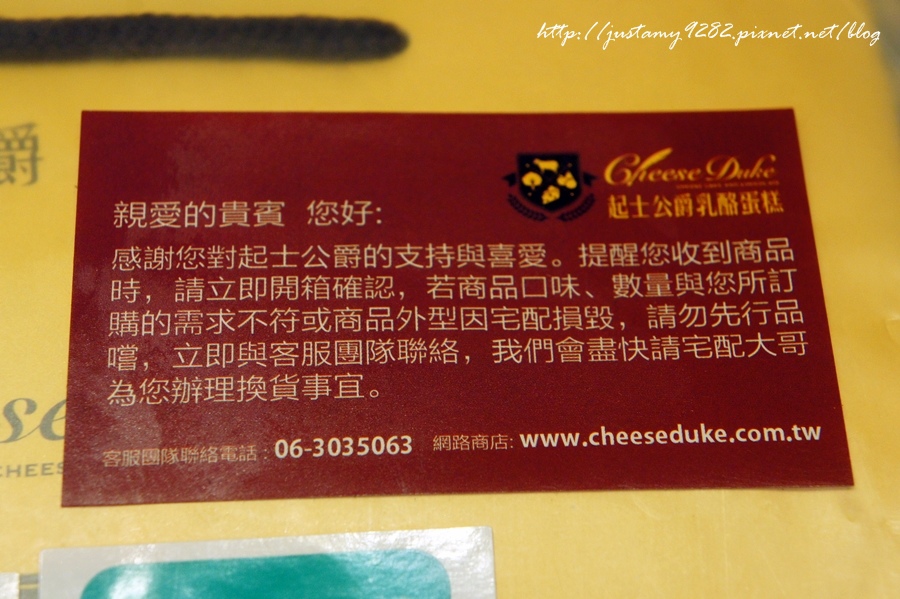 http://justamy.9282.pixnet.net/blog
爵
Cheese Duke
起士公爵乳酪蛋糕
親愛的貴賓 您好:
感謝您對起士公爵的支持與喜愛。提醒您收到商品
時，請立即開箱確認，若商品口味、數量與您所訂
購的需求不符或商品外型因宅配損毀，請勿先行品
嚐，立即與客服團隊聯絡，我們會盡快請宅配大哥
為您辦理換貨事宜。
客服團隊聯絡電話：06-3035063 網路商店: www.cheeseduke.com.tw
se
CHEES